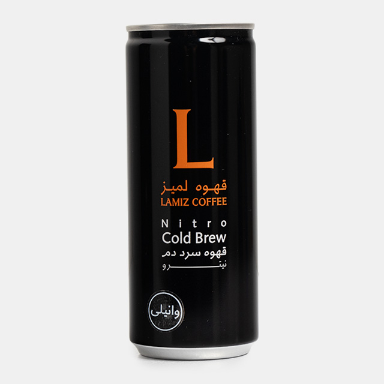 L
قهوه لمیز
LAMIZ COFFEE
Nitro
Cold Brew
قهوه سرد دم
نیترو
وانیلی